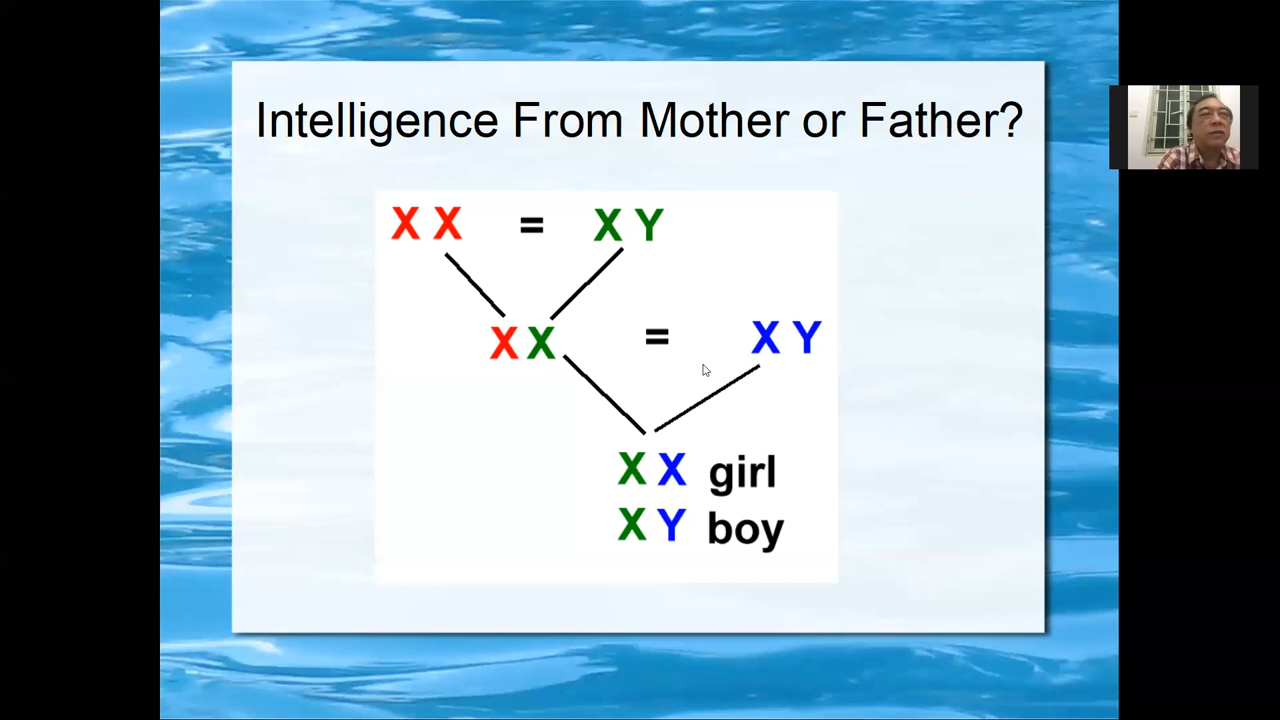 Intelligence From Mother or Father?
X X = X Y
X X = X Y
X X girl
X Y boy